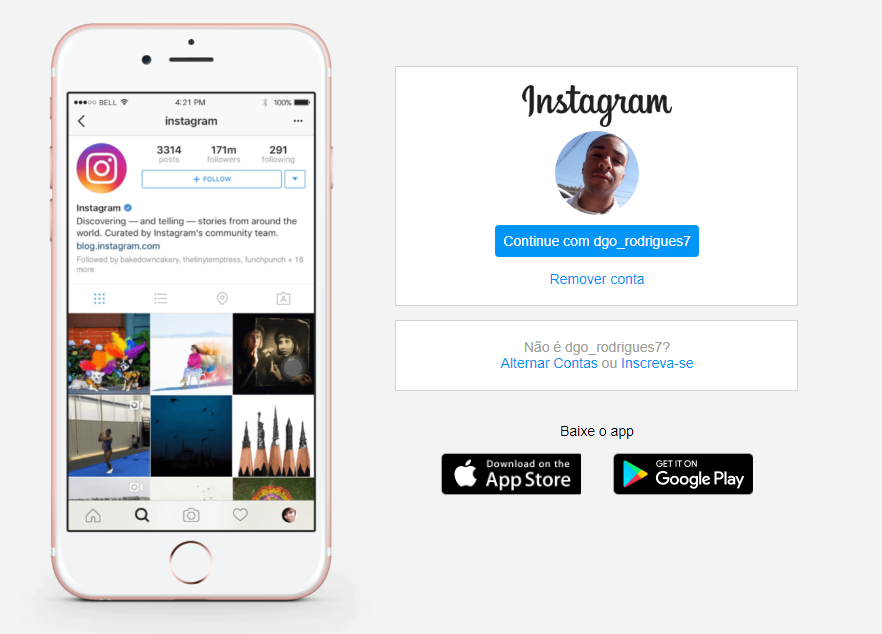 BELL
4:21 PM
100%
instagram
3314
171m
291
posts
followers
following
+ FOLLOW
Instagram
Discovering — and telling — stories from around the
world. Curated by Instagram's community team.
blog.instagram.com
Followed by bakedowncakery, thetinytemptress, funchpunch + 18
more
Instagram
Continue com dgo_rodrigues7
Remover conta
Não é dgo_rodrigues7?
Alternar Contas ou Inscreva-se
Baixe o app
Download on the
App Store
GET IT ON
Google Play